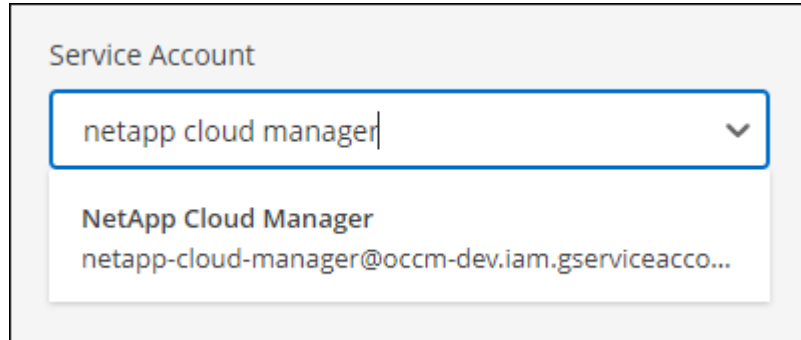 Service Account
netapp cloud manager
NetApp Cloud Manager
netapp-cloud-manager@occm-dev.iam.gserviceacco...